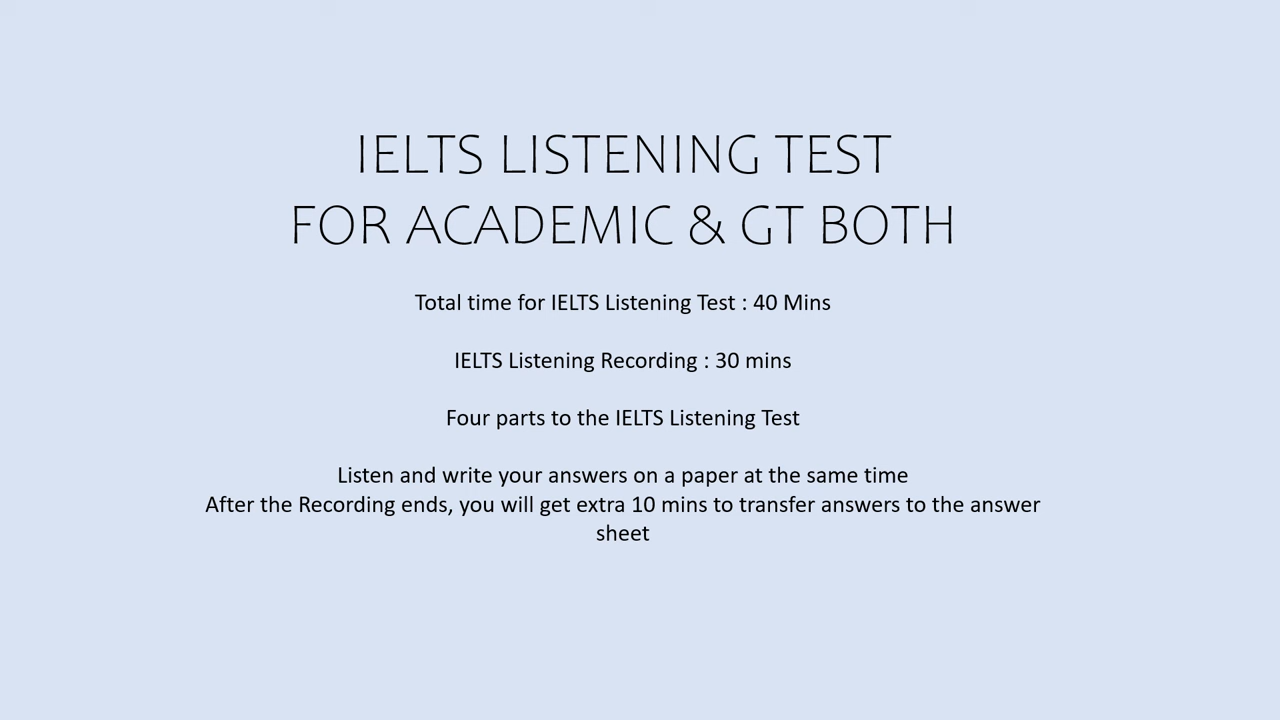 IELTS LISTENING TEST
FOR ACADEMIC & GT BOTH
Total time for IELTS Listening Test : 40 Mins
IELTS Listening Recording : 30 mins
Four parts to the IELTS Listening Test
Listen and write your answers on a paper at the same time
After the Recording ends, you will get extra 10 mins to transfer answers to the answer
sheet